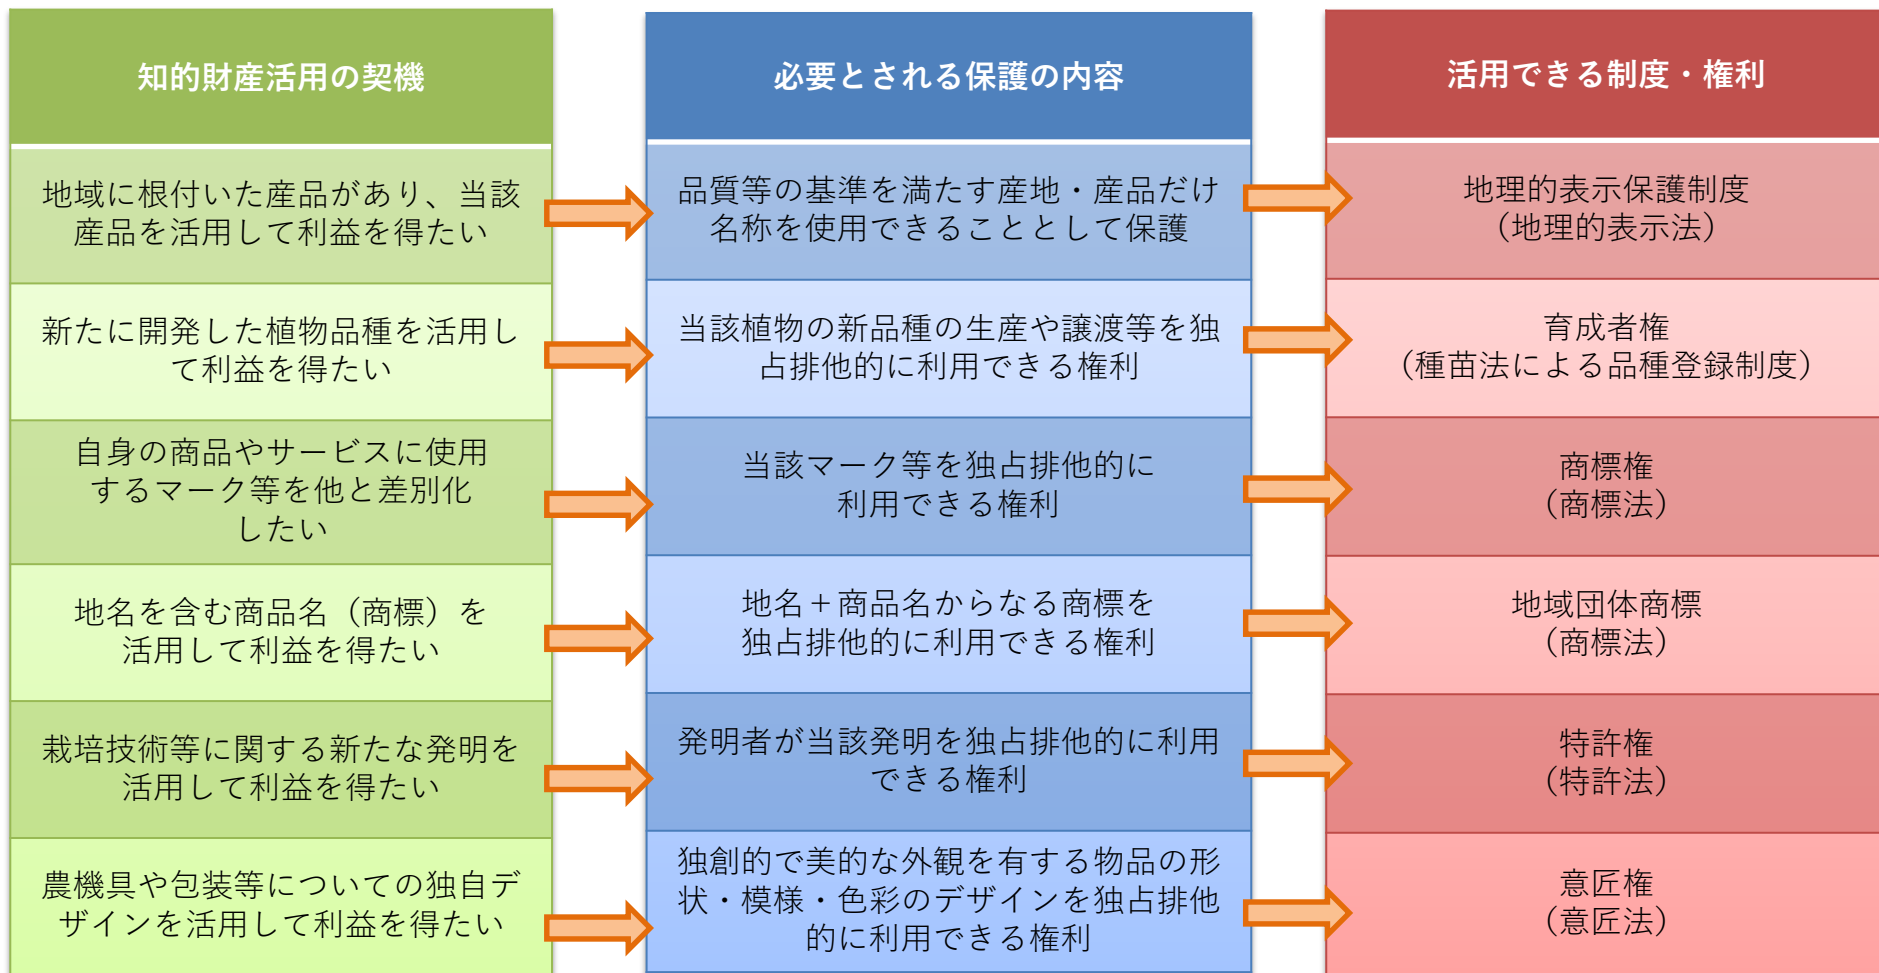 知的財産活用の契機
必要とされる保護の内容
活用できる制度・権利
地域に根付いた産品があり、当該
産品を活用して利益を得たい
品質等の基準を満たす産地・産品だけ
名称を使用できることとして保護
地理的表示保護制度
（地理的表示法）
新たに開発した植物品種を活用し
て利益を得たい
当該植物の新品種の生産や譲渡等を独
占排他的に利用できる権利
育成者権
（種苗法による品種登録制度）
自身の商品やサービスに使用
するマーク等を他と差別化
したい
当該マーク等を独占排他的に
利用できる権利
商標権
（商標法）
地名を含む商品名（商標）を
活用して利益を得たい
地名＋商品名からなる商標を
独占排他的に利用できる権利
地域団体商標
（商標法）
栽培技術等に関する新たな発明を
活用して利益を得たい
発明者が当該発明を独占排他的に利用
できる権利
特許権
（特許法）
農機具や包装等についての独自デ
ザインを活用して利益を得たい
独創的で美的な外観を有する物品の形
状・模様・色彩のデザインを独占排他
的に利用できる権利
意匠権
（意匠法）